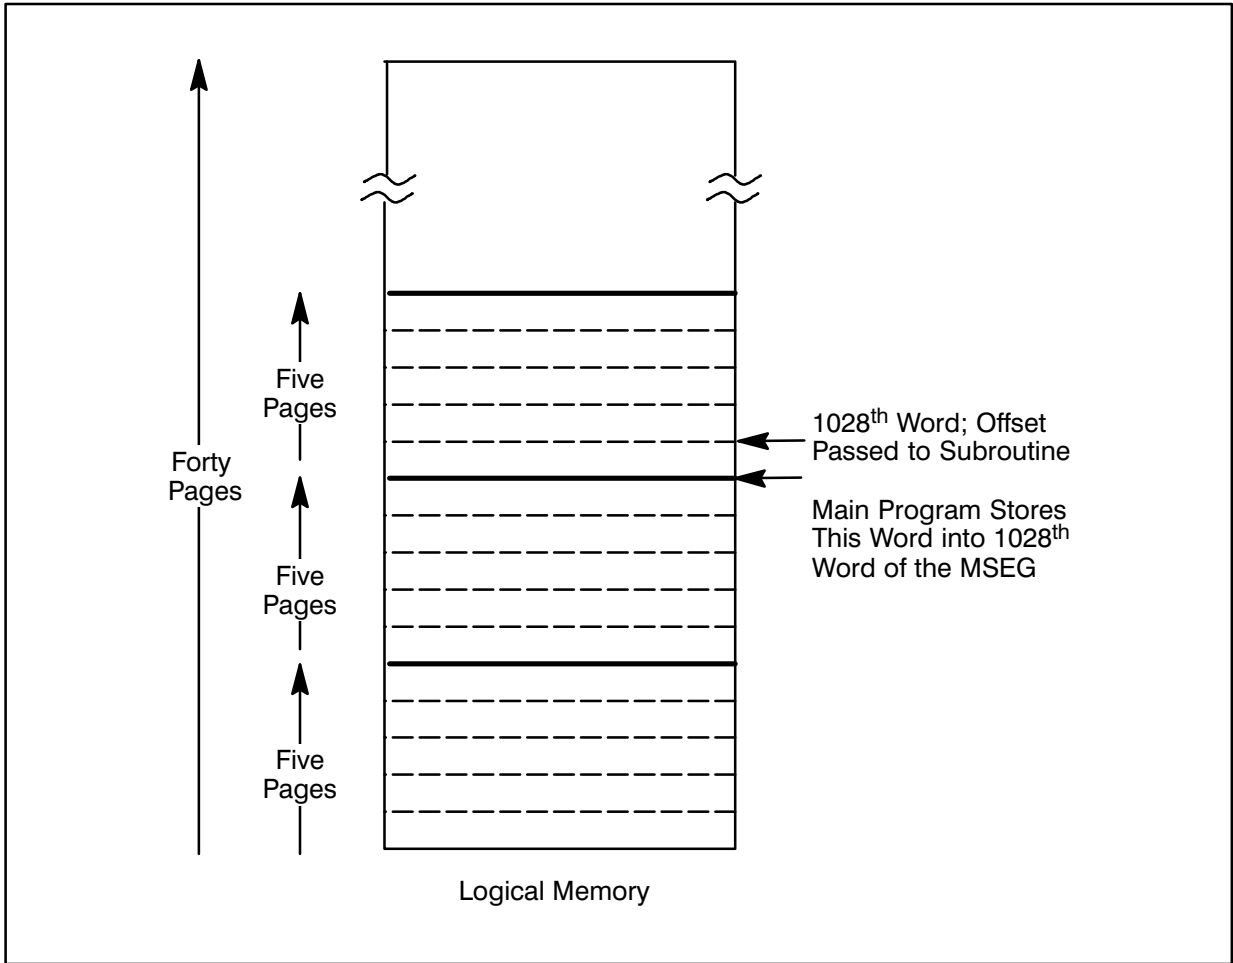 Five
Pages
1028th Word; Offset
Passed to Subroutine
Forty
Pages
Main Program Stores
This Word into 1028th
Word of the MSEG
Five
Pages
Five
Pages
Logical Memory